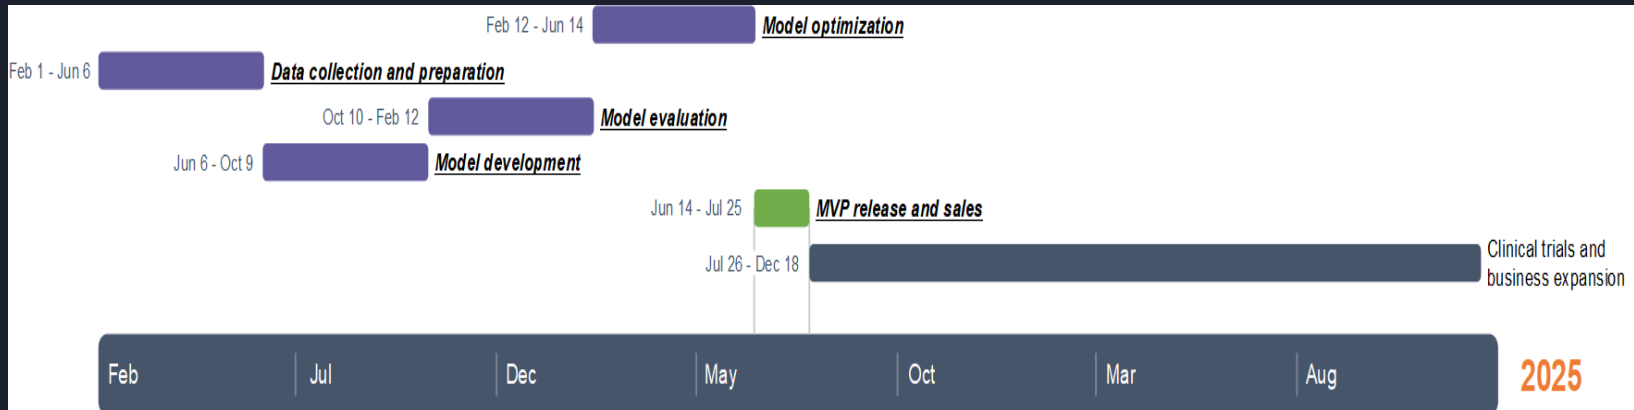 Feb 12 - Jun 14 Model optimization
Feb 1 - Jun 6 Data collection and preparation
Oct 10 - Feb 12 Model evaluation
Jun 6 - Oct 9 Model development
Jun 14 - Jul 25 MVP release and sales
Jul 26 - Dec 18 Clinical trials and
business expansion
Feb Jul Dec May Oct Mar Aug 2025